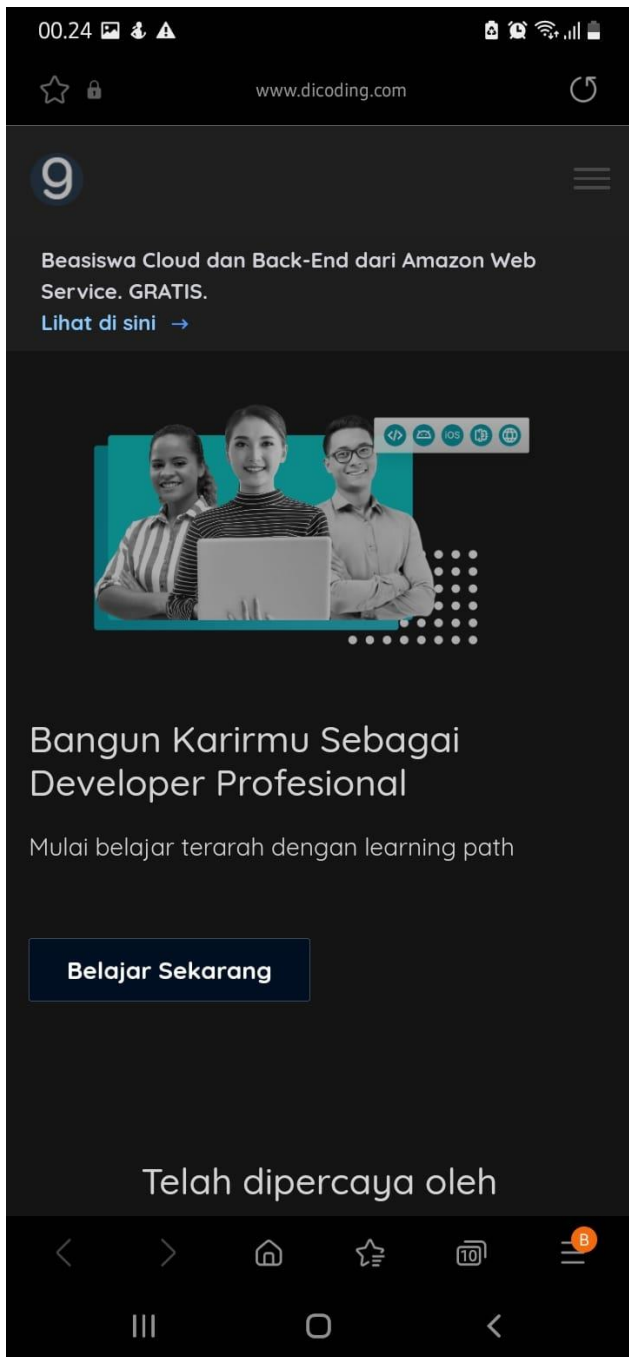 00.24
www.dicoding.com
9
Beasiswa Cloud dan Back-End dari Amazon Web
Service. GRATIS.
Lihat di sini →
</> iOS
Bangun Karirmu Sebagai
Developer Profesional
Mulai belajar terarah dengan learning path
Belajar Sekarang
Telah dipercaya oleh
10
B